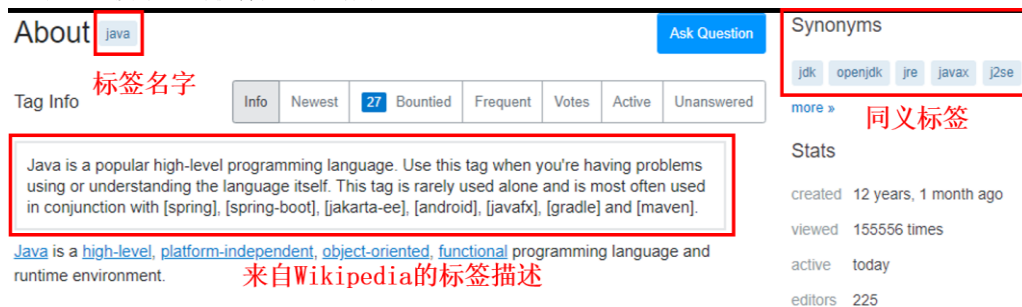 About java
Ask Question
标签名字
Tag Info
Info Newest 27 Bountied Frequent Votes Active Unanswered
Java is a popular high-level programming language. Use this tag when you're having problems
using or understanding the language itself. This tag is rarely used alone and is most often used
in conjunction with [spring], [spring-boot], [jakarta-ee], [android], [javafx], [gradle] and [maven].
Java is a high-level, platform-independent, object-oriented, functional programming language and
runtime environment.
来自Wikipedia的标签描述
Synonyms
jdk openjdk jre javax j2se
more »
同义标签
Stats
created 12 years, 1 month ago
viewed 155556 times
active today
editors 225